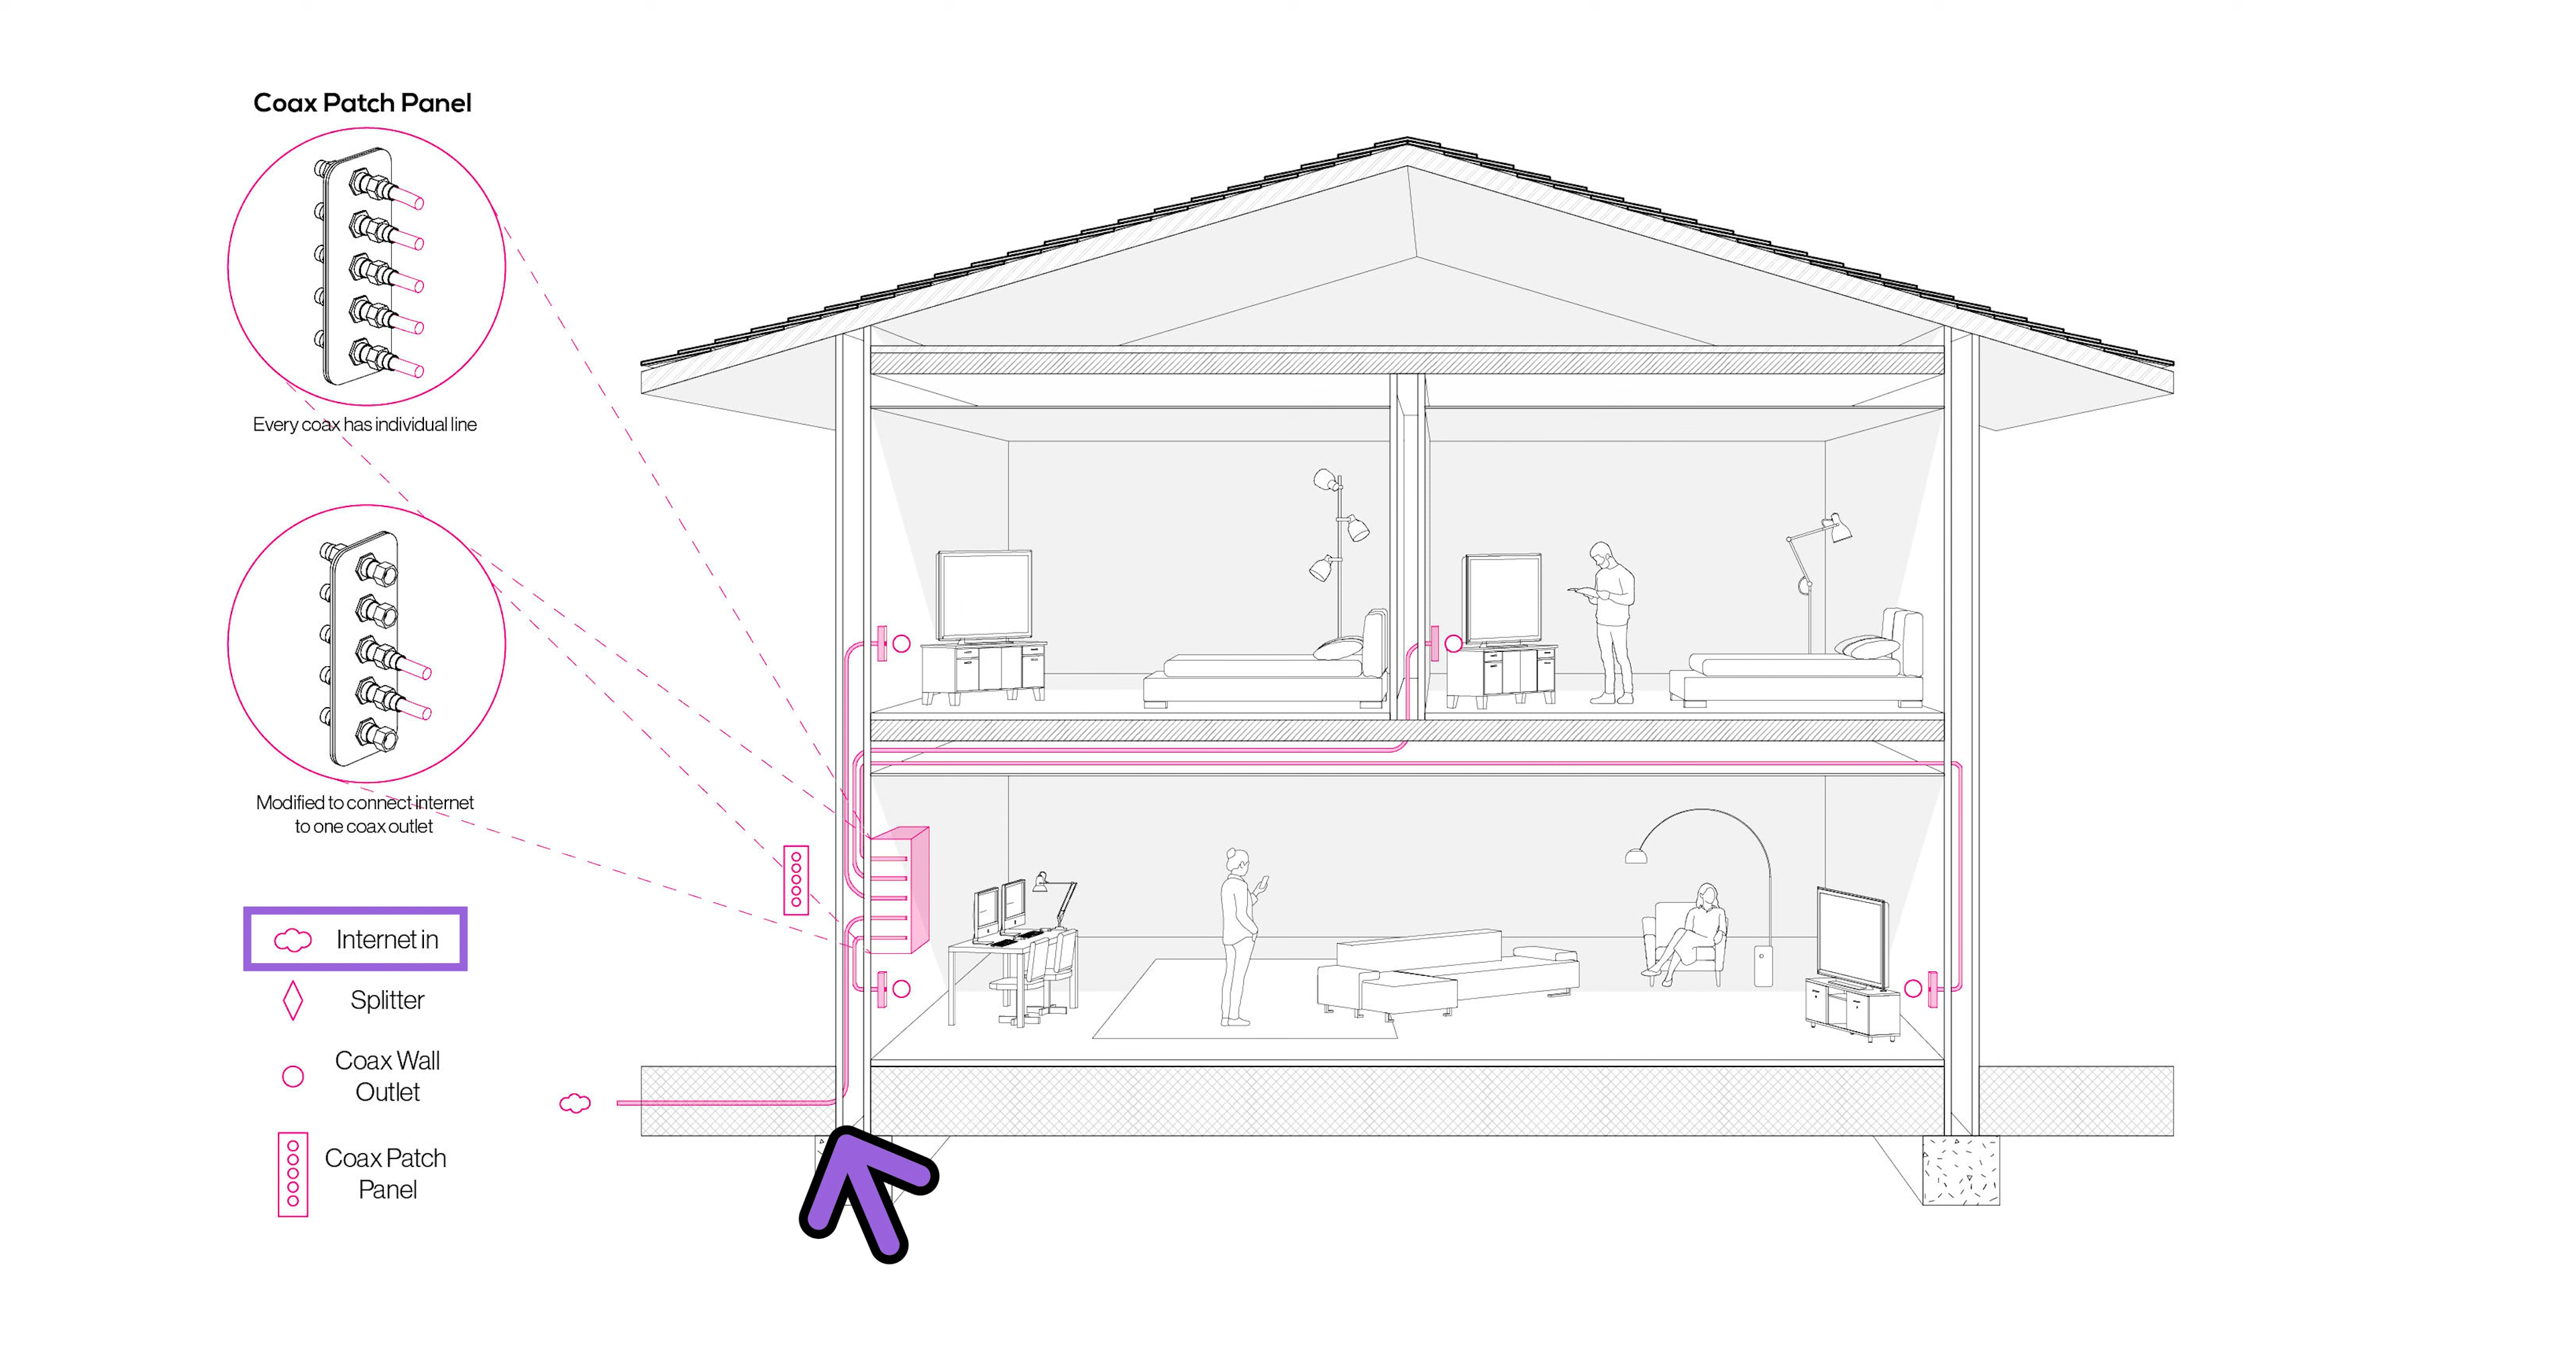 Coax Patch Panel
Every coax has individual line
Modified to connect internet
to one coax outlet
Internet in
Splitter
Coax Wall
Outlet
Coax Patch
Panel